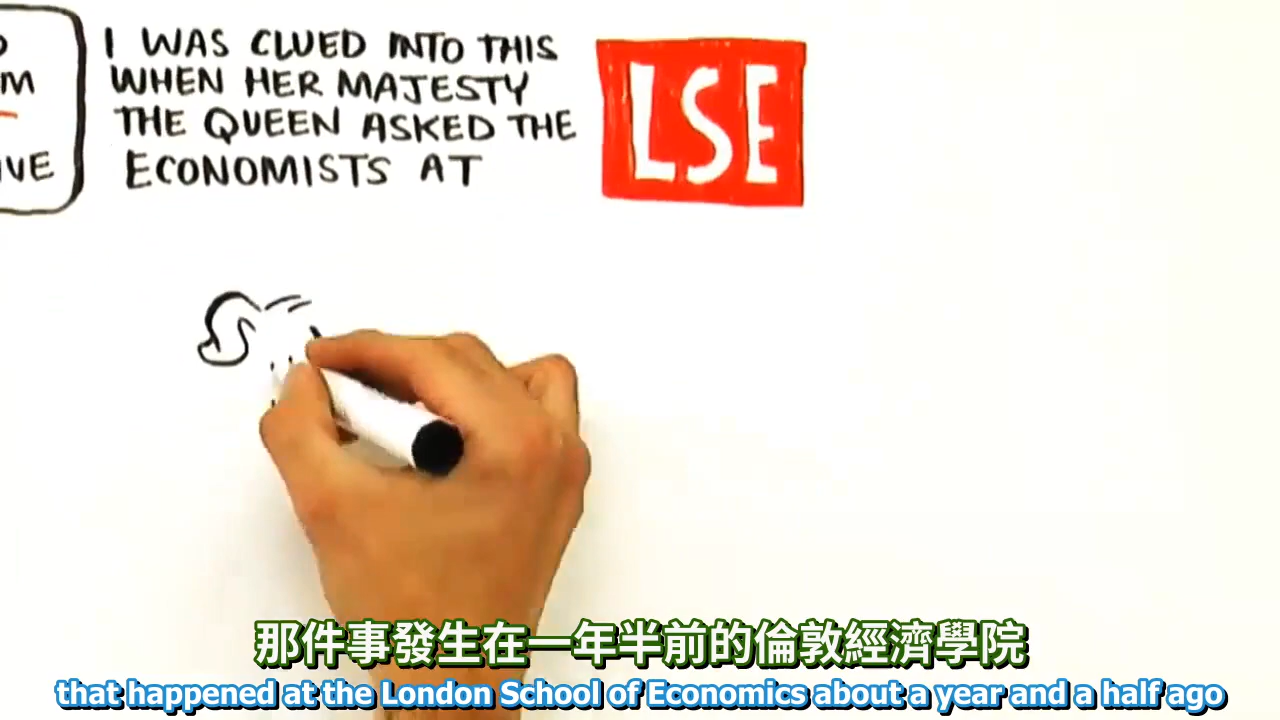 I WAS CLUED INTO THIS
WHEN HER MAJESTY
THE QUEEN ASKED THE
ECONOMISTS AT
LSE
那件事發生在一年半前的倫敦經濟學院
that happened at the London School of Economics about a year and a half ago